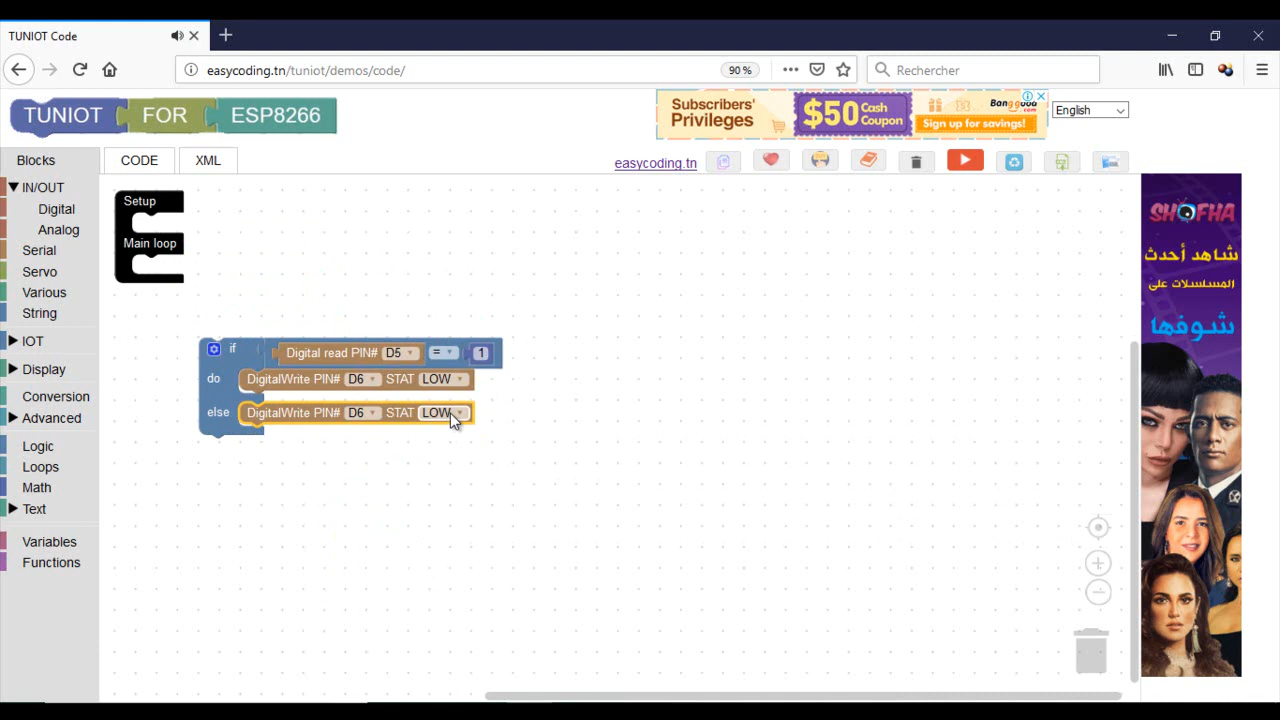 TUNIOT Code
easycoding.tn/tuniot/demos/code/
90 %
Rechercher
TUNIOT FOR ESP8266
Subscribers'
Privileges
$50 Cash
Coupon
Banggood
.com
Sign up for savings!
English
Blocks
CODE
XML
easycoding.tn
IN/OUT
Digital
Analog
Serial
Servo
Various
String
IOT
Display
Conversion
Advanced
Logic
Loops
Math
Text
Variables
Functions
Setup
Main loop
if Digital read PIN# D5 = 1
do DigitalWrite PIN# D6 STAT LOW
else DigitalWrite PIN# D6 STAT LOW
SHOFHA
شاهد أحدث
المسلسلات على
شوفها